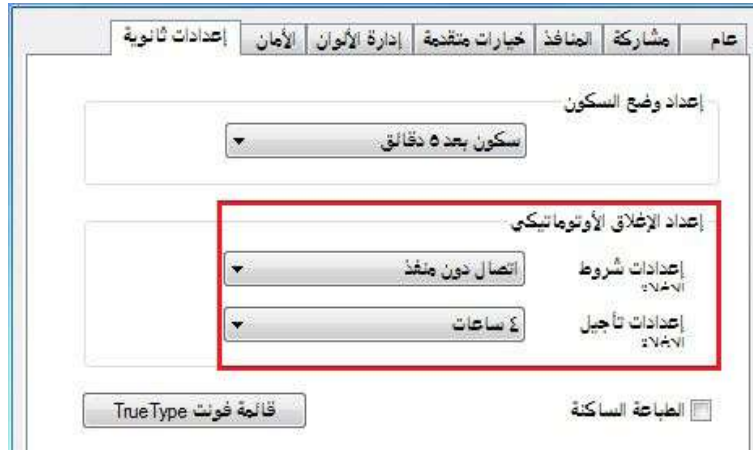 عام مشاركة المنافذ خيارات متقدمة إدارة الألوان الأمان إعدادات ثانوية
إعداد وضع السكون
سكون بعد ٥ دقائق
إعداد الإغلاق الأوتوماتيكي
إعدادات شروط اتصال دون منفذ
إعدادات تأجيل ٤ ساعات
الطباعة الساكنة قائمة فونت TrueType